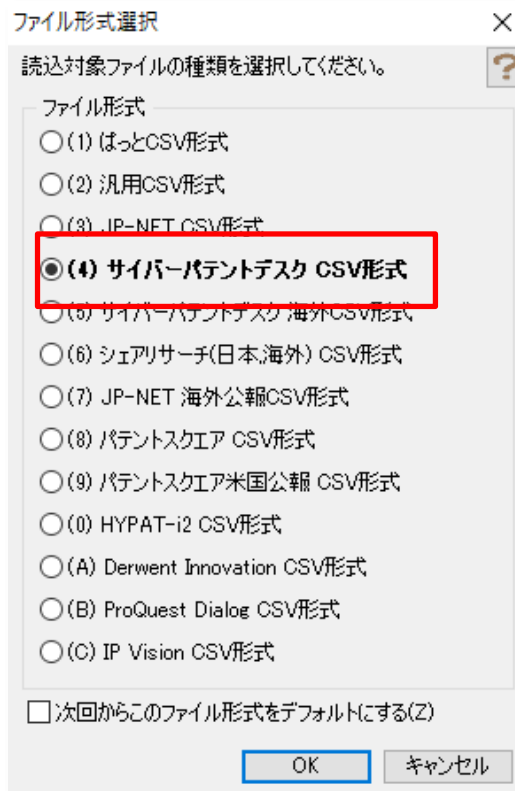 ファイル形式選択
読込対象ファイルの種類を選択してください。
?
ファイル形式
(1) ぱっとCSV形式
(2) 汎用CSV形式
(3) JP-NET CSV形式
(4) サイバーパテントデスク CSV形式
(5) サイバーパテントデスク 海外CSV形式
(6) シェアリサーチ(日本,海外) CSV形式
(7) JP-NET 海外公報CSV形式
(8) パテントスクエア CSV形式
(9) パテントスクエア米国公報 CSV形式
(0) HYPAT-i2 CSV形式
(A) Derwent Innovation CSV形式
(B) ProQuest Dialog CSV形式
(C) IP Vision CSV形式
次回からこのファイル形式をデフォルトにする(Z)
OK キャンセル